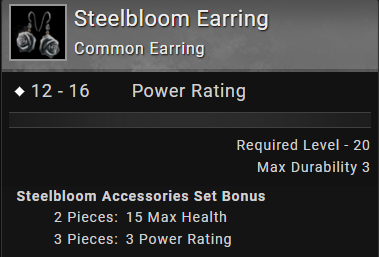 Steelbloom Earring
Common Earring
12 - 16 Power Rating
Required Level - 20
Max Durability 3
Steelbloom Accessories Set Bonus
2 Pieces: 15 Max Health
3 Pieces: 3 Power Rating